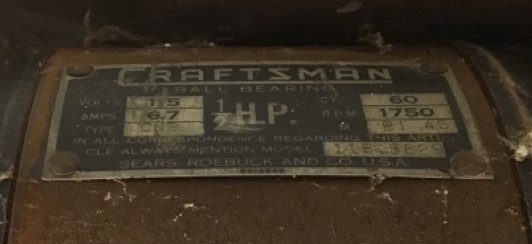 CRAFTSMAN
BALL BEARING
VOLTS 115 1/2 H.P. CY. 60
AMPS 6.7 R.P.M. 1750
TYPE M
IN ALL CORRESPONDENCE REGARDING THIS ARTI-
CLE ALWAYS MENTION MODEL
SEARS ROEBUCK AND CO. U.S.A.